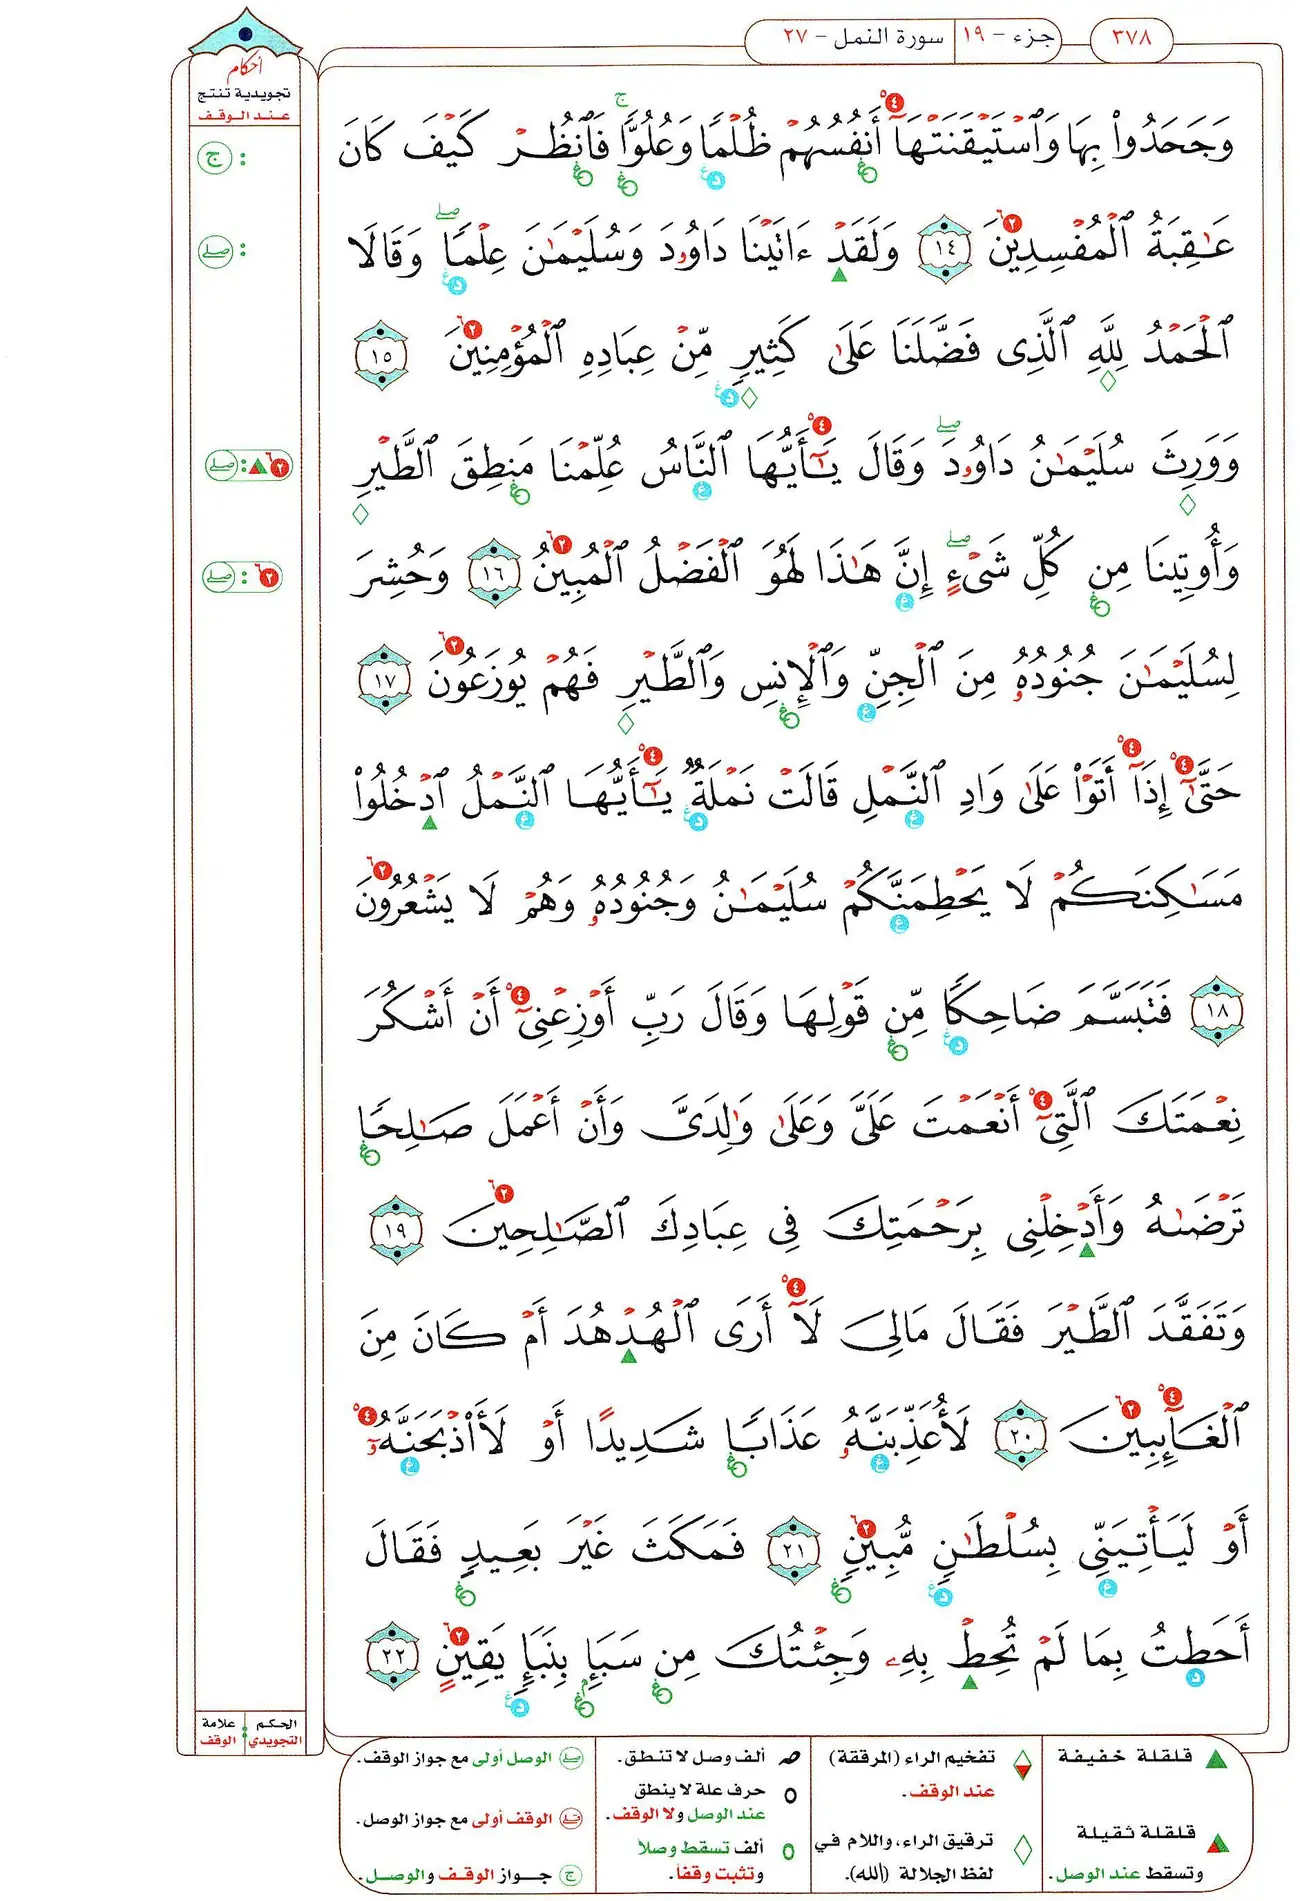 ٣٧٨
جزء - ١٩
سورة النمل - ٢٧
أحكام
تجويدية تنتج
عند الوقف
ج :
صلے :
صلے :
صلے :
وَجَحَدُوا۟ بِهَا وَٱسْتَيْقَنَتْهَآ أَنفُسُهُمْ ظُلْمًا وَعُلُوًّا ۚ فَٱنظُرْ كَيْفَ كَانَ
عَـٰقِبَةُ ٱلْمُفْسِدِينَ ١٤ وَلَقَدْ ءَاتَيْنَا دَاوُۥدَ وَسُلَيْمَـٰنَ عِلْمًا ۖ وَقَالَا
ٱلْحَمْدُ لِلَّهِ ٱلَّذِى فَضَّلَنَا عَلَىٰ كَثِيرٍ مِّنْ عِبَادِهِ ٱلْمُؤْمِنِينَ ١٥
وَوَرِثَ سُلَيْمَـٰنُ دَاوُۥدَ ۖ وَقَالَ يَـٰٓأَيُّهَا ٱلنَّاسُ عُلِّمْنَا مَنطِقَ ٱلطَّيْرِ
وَأُوتِينَا مِن كُلِّ شَىْءٍ ۖ إِنَّ هَـٰذَا لَهُوَ ٱلْفَضْلُ ٱلْمُبِينُ ١٦ وَحُشِرَ
لِسُلَيْمَـٰنَ جُنُودُهُۥ مِنَ ٱلْجِنِّ وَٱلْإِنسِ وَٱلطَّيْرِ فَهُمْ يُوزَعُونَ ١٧
حَتَّىٰٓ إِذَآ أَتَوْا۟ عَلَىٰ وَادِ ٱلنَّمْلِ قَالَتْ نَمْلَةٌ يَـٰٓأَيُّهَا ٱلنَّمْلُ ٱدْخُلُوا۟
مَسَـٰكِنَكُمْ لَا يَحْطِمَنَّكُمْ سُلَيْمَـٰنُ وَجُنُودُهُۥ وَهُمْ لَا يَشْعُرُونَ
١٨ فَتَبَسَّمَ ضَاحِكًا مِّن قَوْلِهَا وَقَالَ رَبِّ أَوْزِعْنِىٓ أَنْ أَشْكُرَ
نِعْمَتَكَ ٱلَّتِىٓ أَنْعَمْتَ عَلَىَّ وَعَلَىٰ وَٰلِدَىَّ وَأَنْ أَعْمَلَ صَـٰلِحًا
تَرْضَىٰهُ وَأَدْخِلْنِى بِرَحْمَتِكَ فِى عِبَادِكَ ٱلصَّـٰلِحِينَ ١٩
وَتَفَقَّدَ ٱلطَّيْرَ فَقَالَ مَالِىَ لَآ أَرَى ٱلْهُدْهُدَ أَمْ كَانَ مِنَ
ٱلْغَآئِبِينَ ٢٠ لَأُعَذِّبَنَّهُۥ عَذَابًا شَدِيدًا أَوْ لَأَا۟ذْبَحَنَّهُۥٓ
أَوْ لَيَأْتِيَنِّى بِسُلْطَـٰنٍ مُّبِينٍ ٢١ فَمَكَثَ غَيْرَ بَعِيدٍ فَقَالَ
أَحَطتُ بِمَا لَمْ تُحِطْ بِهِۦ وَجِئْتُكَ مِن سَبَإٍۭ بِنَبَإٍ يَقِينٍ ٢٢
الحكم التجويدي : علامة الوقف
قلقلة خفيفة
قلقلة ثقيلة
وتسقط عند الوصل.
تفخيم الراء (المرققة)
عند الوقف.
ترقيق الراء، واللام في
لفظ الجلالة (الله).
ألف وصل لا تنطق.
حرف علة لا ينطق
عند الوصل ولا الوقف.
ألف تسقط وصلاً
وتثبت وقفاً.
صلے الوصل أولى مع جواز الوقف.
قلے الوقف أولى مع جواز الوصل.
ج جواز الوقف والوصل.